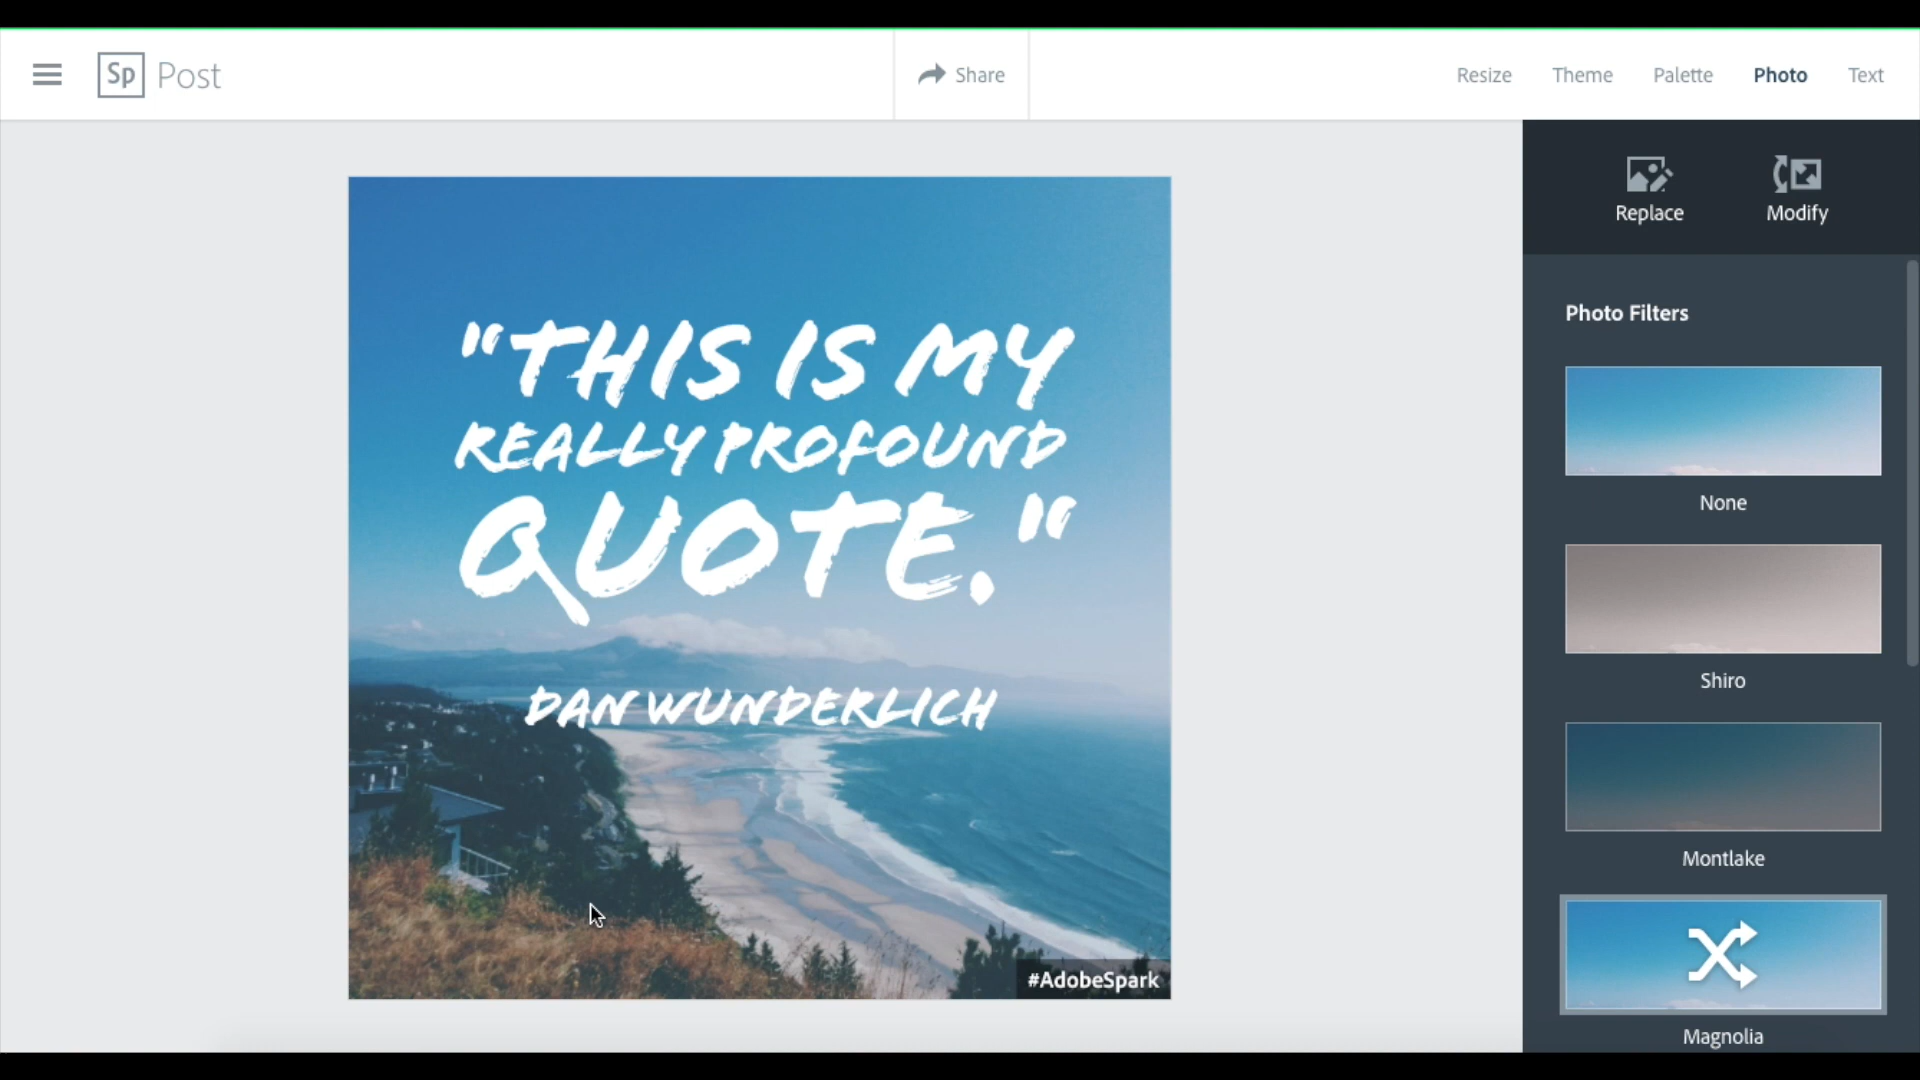 Sp Post
Share
Resize Theme Palette Photo Text
Replace Modify
Photo Filters
None
Shiro
Montlake
Magnolia
"THIS IS MY
REALLY PROFOUND
QUOTE."
DAN WUNDERLICH
#AdobeSpark